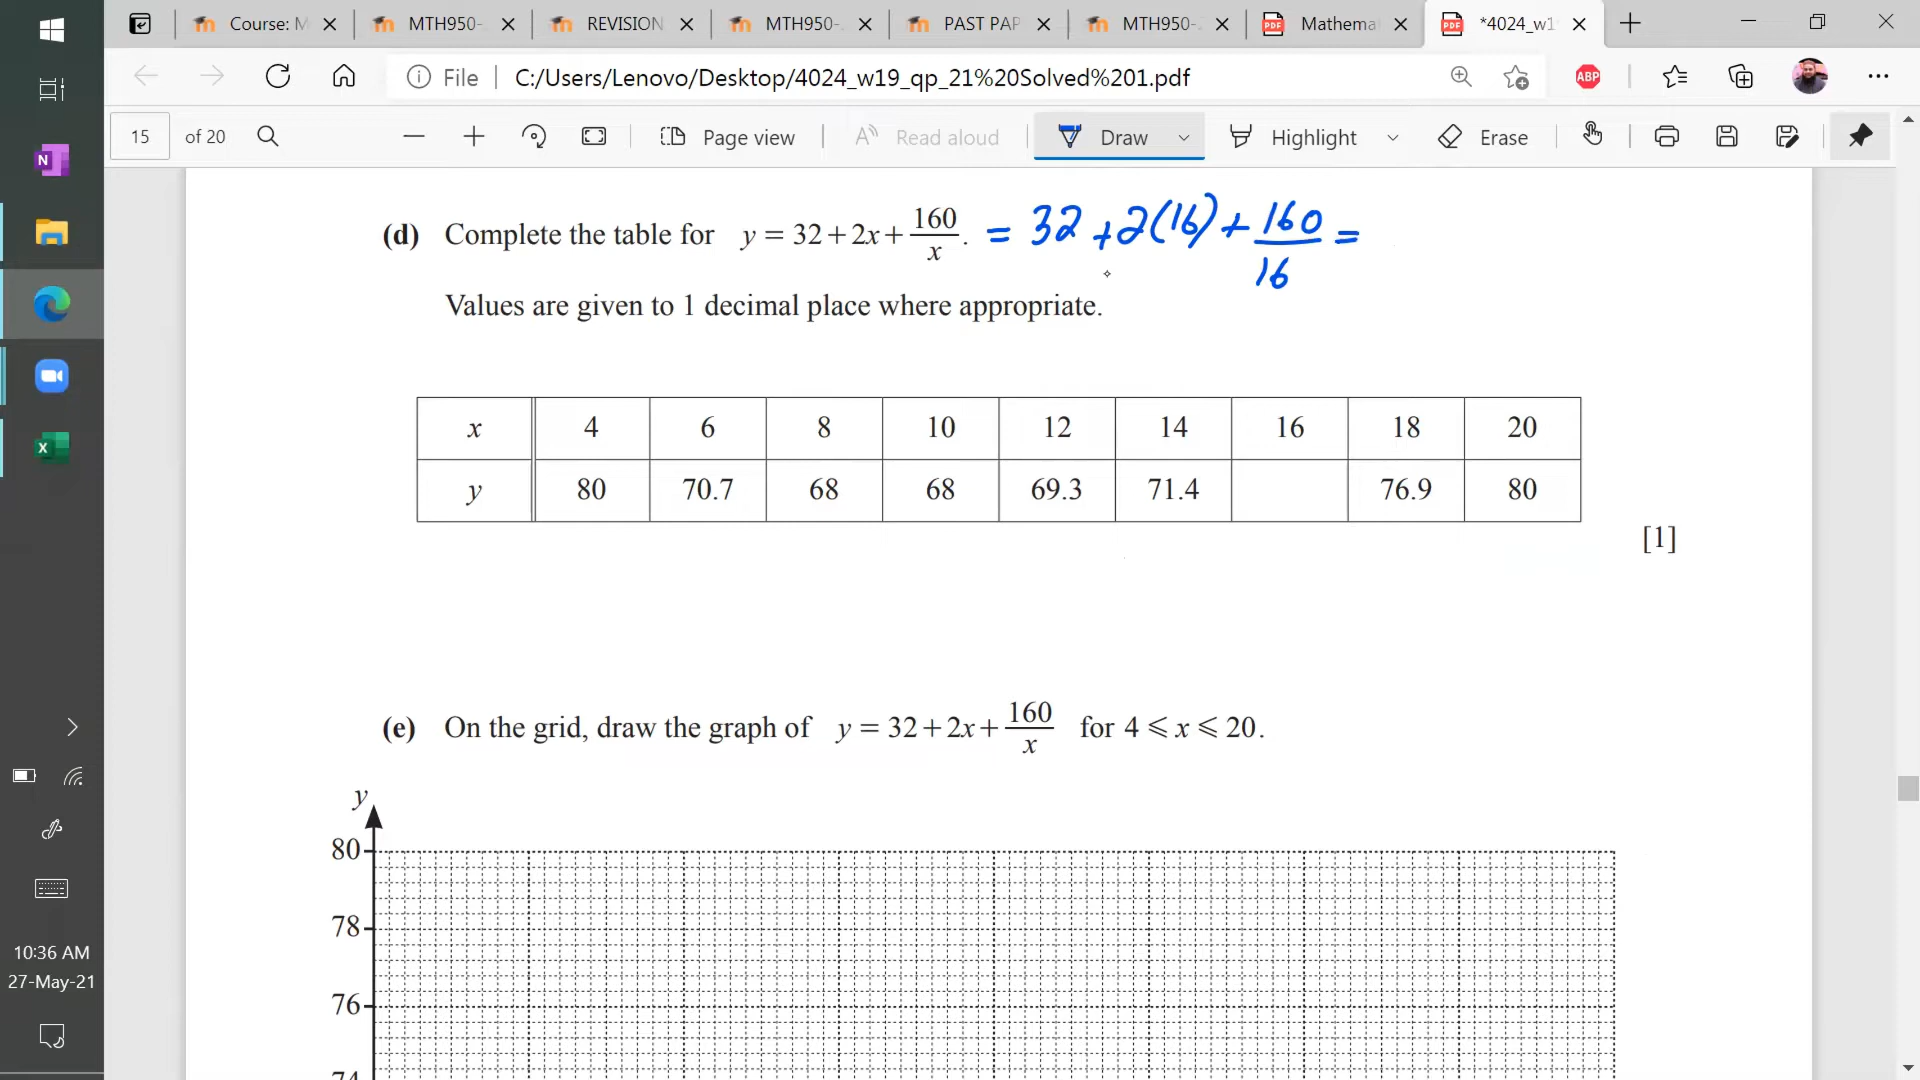 Course: M
MTH950-
REVISION
MTH950-
PAST PAP
MTH950-
Mathema
*4024_w1
File
C:/Users/Lenovo/Desktop/4024_w19_qp_21%20Solved%201.pdf
ABP
15 of 20
Page view
Read aloud
Draw
Highlight
Erase
(d) Complete the table for y = 32 + 2x + 160/x . = 32 + 2(16) + 160/16 =
Values are given to 1 decimal place where appropriate.
x 4 6 8 10 12 14 16 18 20
y 80 70.7 68 68 69.3 71.4 76.9 80
[1]
(e) On the grid, draw the graph of y = 32 + 2x + 160/x for 4 ⩽ x ⩽ 20.
y
80
78
76
74
10:36 AM
27-May-21